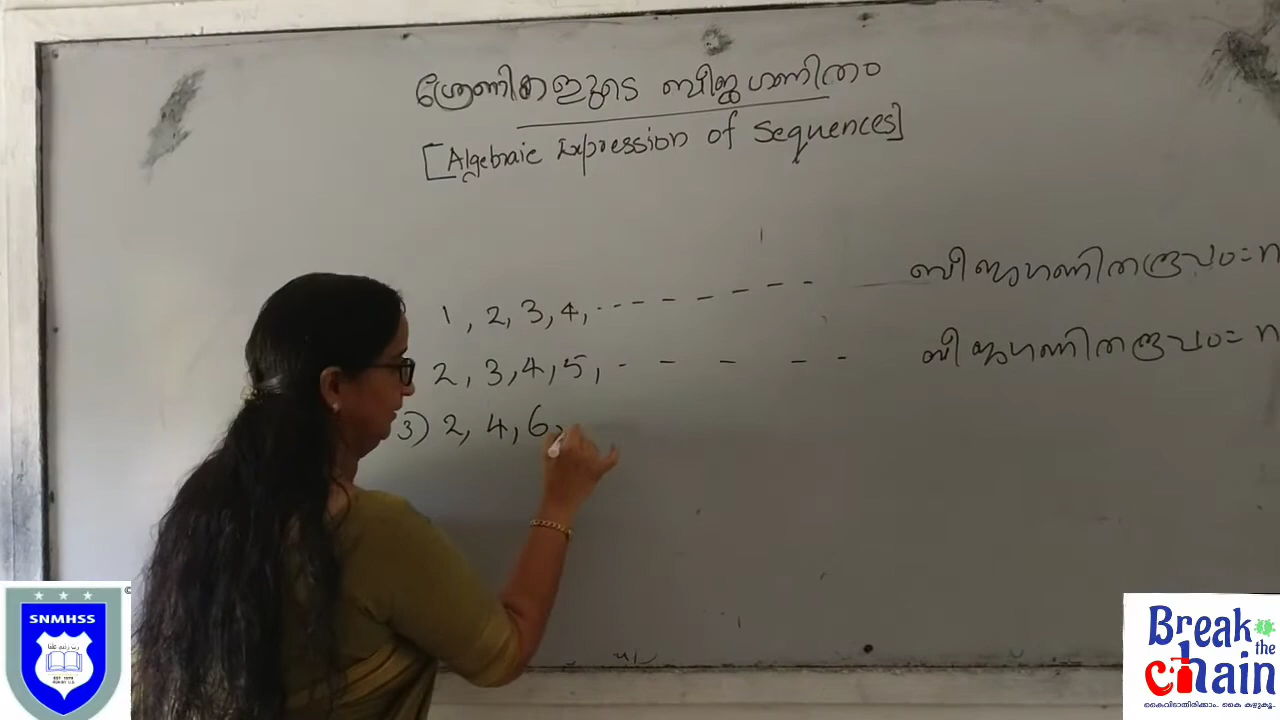 ശ്രേണികളുടെ ബീജഗണിതം
[Algebraic Expression of Sequences]
1, 2, 3, 4, ---------
ബീജഗണിതരൂപം = n
2, 3, 4, 5, - - - - -
ബീജഗണിതരൂപം = n
3) 2, 4, 6,
SNMHSS
Break
the
chain
കൈവിടാതിരിക്കാം. കൈ കഴുകൂ.